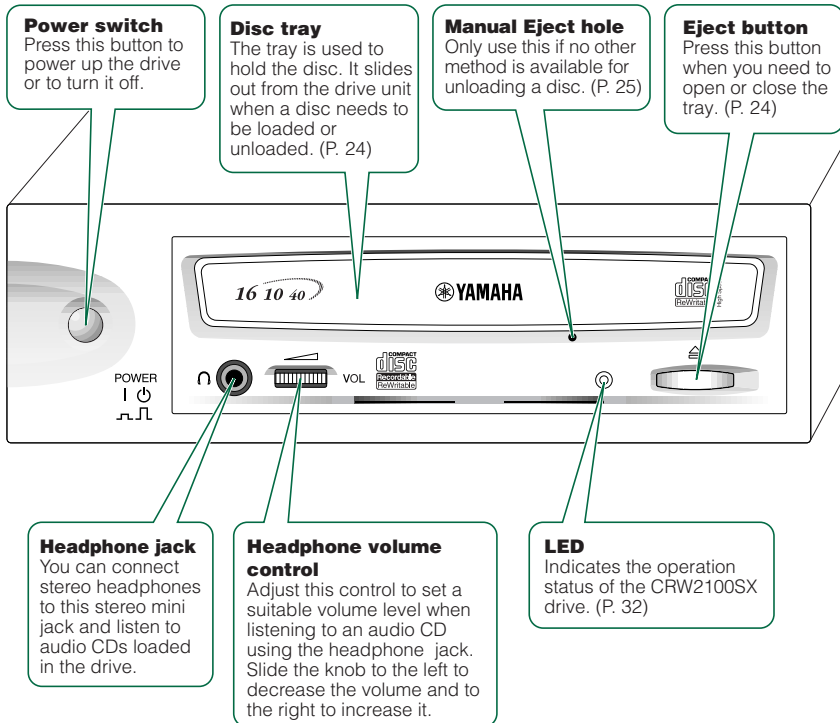 Power switch
Press this button to
power up the drive
or to turn it off.
Disc tray
The tray is used to
hold the disc. It slides
out from the drive unit
when a disc needs to
be loaded or
unloaded. (P. 24)
Manual Eject hole
Only use this if no other
method is available for
unloading a disc. (P. 25)
Eject button
Press this button
when you need to
open or close the
tray. (P. 24)
16 10 40
YAMAHA
COMPACT
disc
ReWritable
POWER
VOL
COMPACT
disc
Recordable
ReWritable
Headphone jack
You can connect
stereo headphones
to this stereo mini
jack and listen to
audio CDs loaded
in the drive.
Headphone volume
control
Adjust this control to set a
suitable volume level when
listening to an audio CD
using the headphone jack.
Slide the knob to the left to
decrease the volume and to
the right to increase it.
LED
Indicates the operation
status of the CRW2100SX
drive. (P. 32)